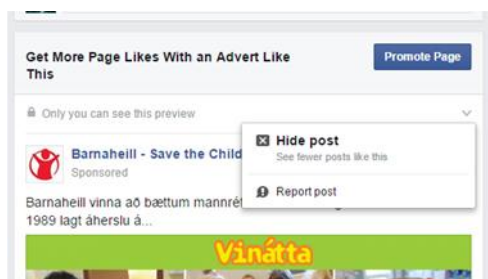 Get More Page Likes With an Advert Like
This
Promote Page
Only you can see this preview
Hide post
See fewer posts like this
Report post
Barnaheill - Save the Child
Sponsored
Barnaheill vinna að bættum mannré
1989 lagt áherslu á...
Vinátta